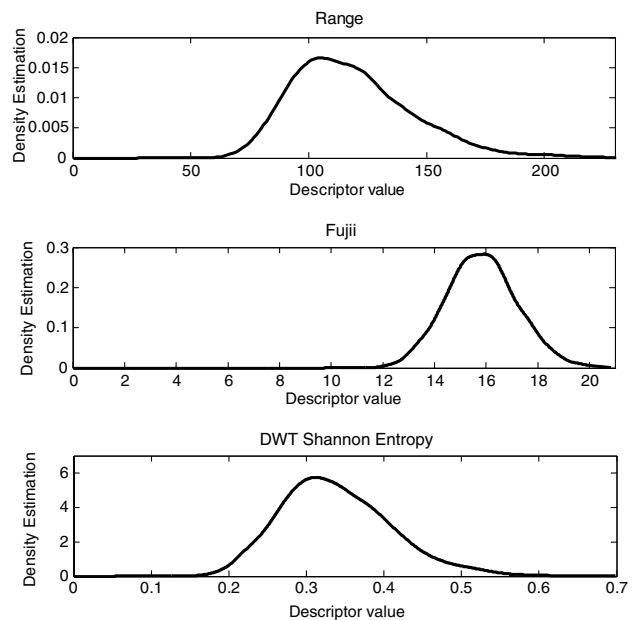 Range
Density Estimation
0.02
0.015
0.01
0.005
0
0 50 100 150 200
Descriptor value
Fujii
Density Estimation
0.3
0.2
0.1
0
0 2 4 6 8 10 12 14 16 18 20
Descriptor value
DWT Shannon Entropy
Density Estimation
6
4
2
0
0 0.1 0.2 0.3 0.4 0.5 0.6 0.7
Descriptor value